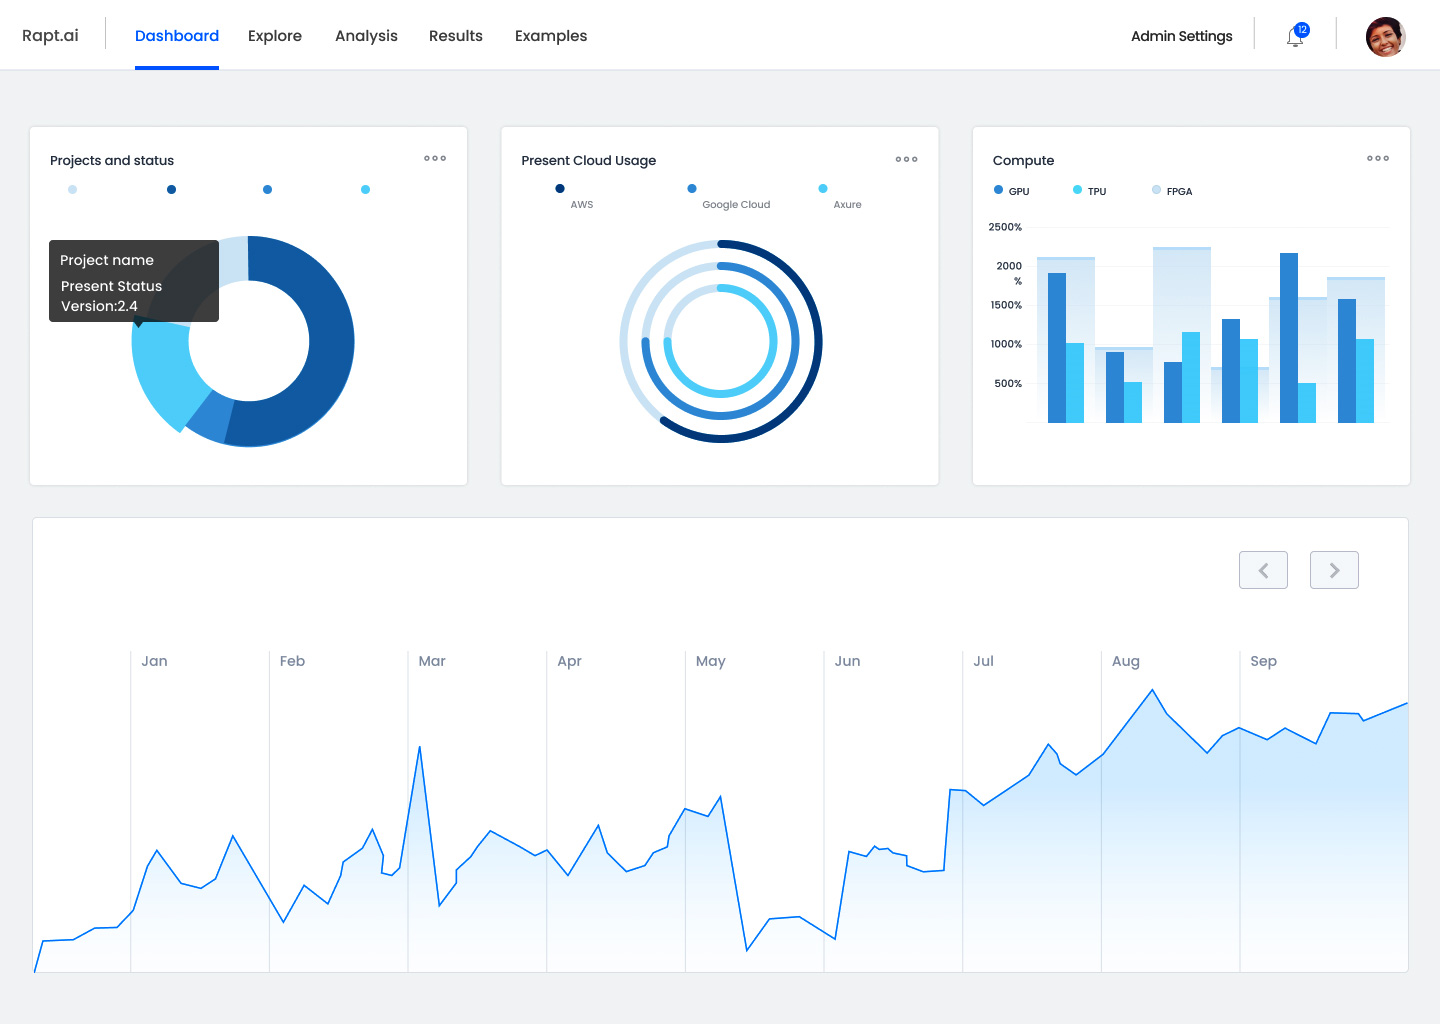 Rapt.ai
Dashboard
Explore
Analysis
Results
Examples
Admin Settings
12
Projects and status
Project name
Present Status
Version:2.4
Present Cloud Usage
AWS
Google Cloud
Axure
Compute
GPU
TPU
FPGA
2500%
2000
%
1500%
1000%
500%
Jan
Feb
Mar
Apr
May
Jun
Jul
Aug
Sep